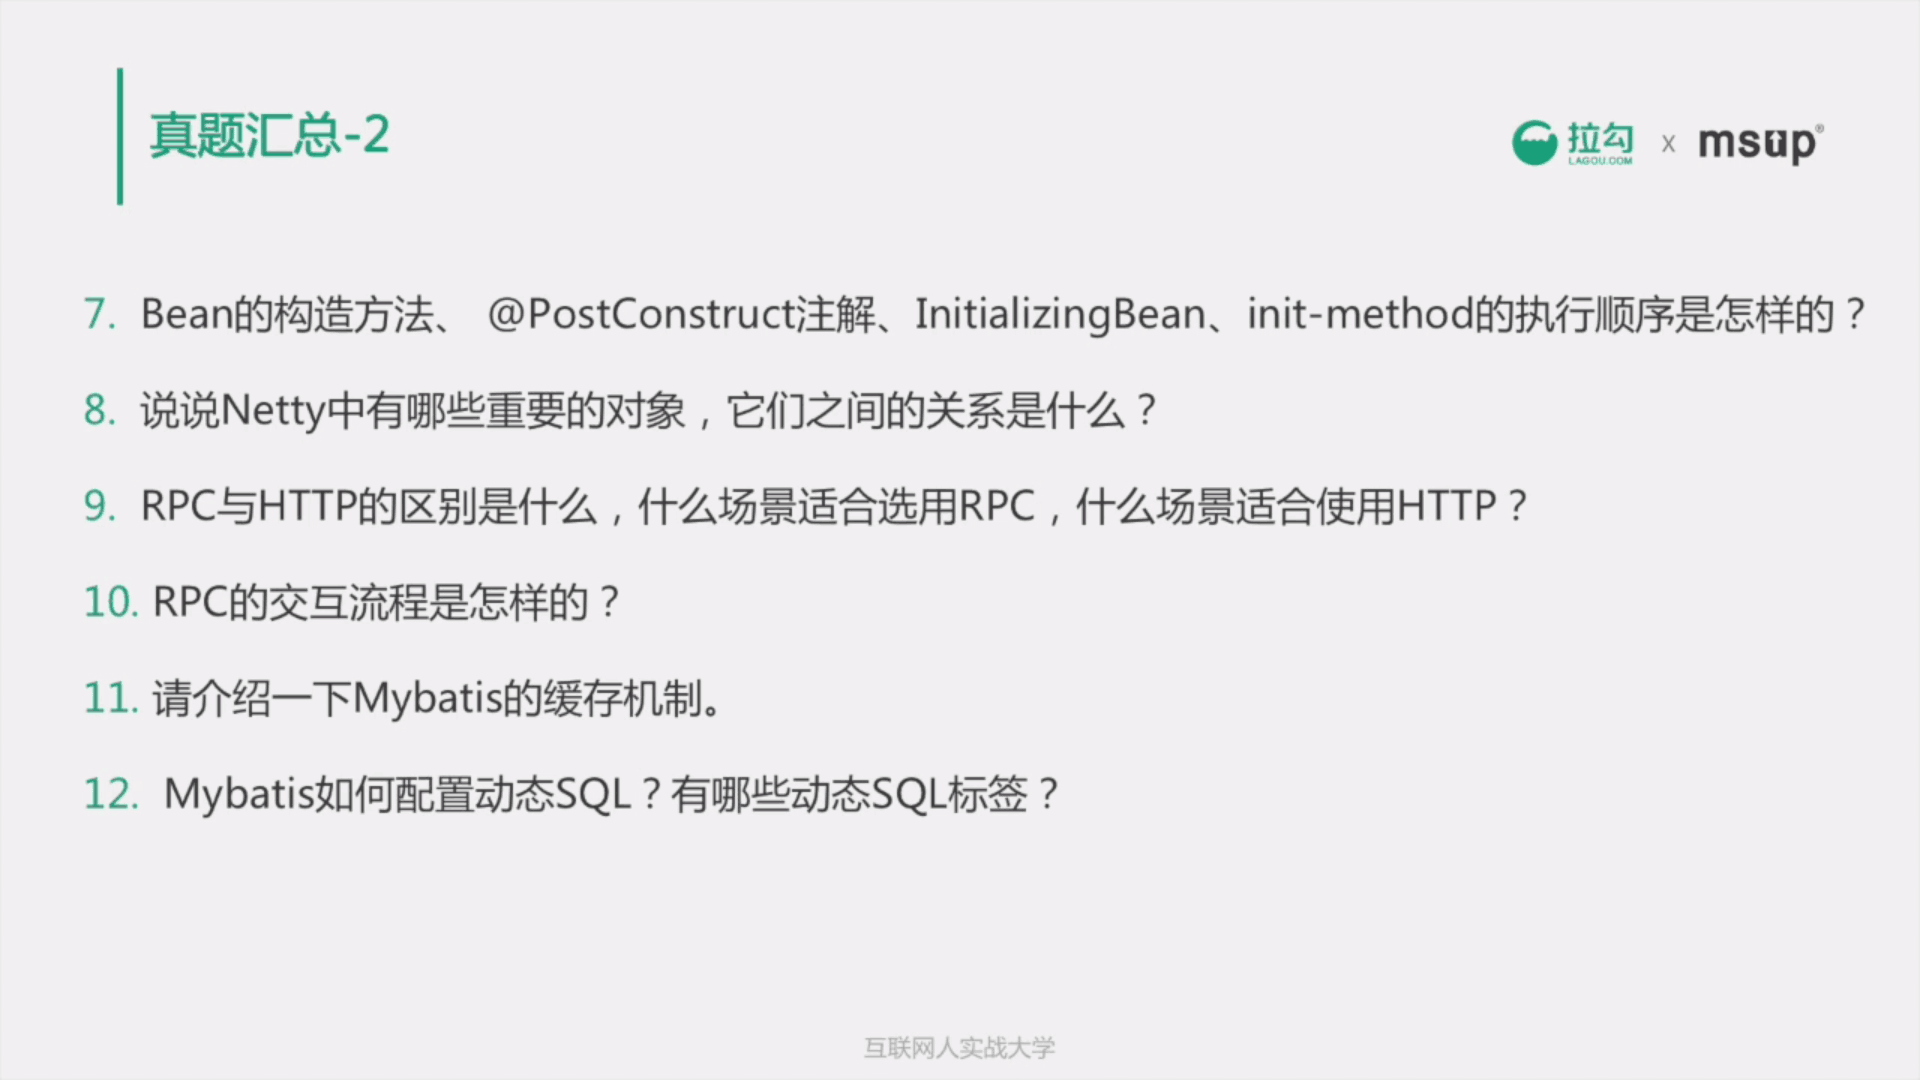 真题汇总-2
拉勾 LAGOU.COM x msup®
7. Bean的构造方法、 @PostConstruct注解、InitializingBean、init-method的执行顺序是怎样的？
8. 说说Netty中有哪些重要的对象，它们之间的关系是什么？
9. RPC与HTTP的区别是什么，什么场景适合选用RPC，什么场景适合使用HTTP？
10. RPC的交互流程是怎样的？
11. 请介绍一下Mybatis的缓存机制。
12. Mybatis如何配置动态SQL？有哪些动态SQL标签？
互联网人实战大学